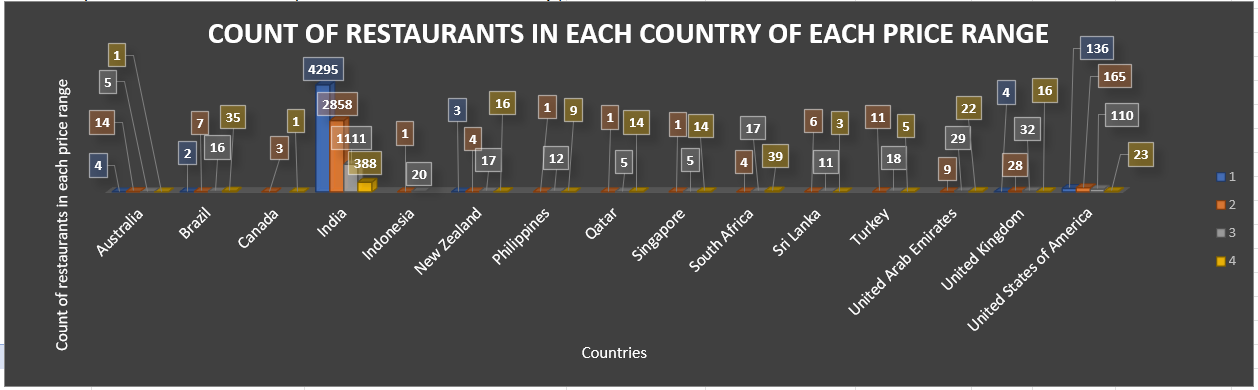 COUNT OF RESTAURANTS IN EACH COUNTRY OF EACH PRICE RANGE
Count of restaurants in each price range
4 14 5 1
2 7 16 35
3 1
4295 2858 1111 388
1 20
3 4 17 16
1 12 9
1 5 14
1 5 14
4 17 39
6 11 3
11 18 5
9 29 22
4 28 32 16
136 165 110 23
Australia
Brazil
Canada
India
Indonesia
New Zealand
Philippines
Qatar
Singapore
South Africa
Sri Lanka
Turkey
United Arab Emirates
United Kingdom
United States of America
Countries
1
2
3
4